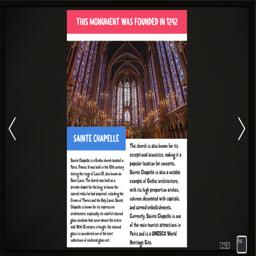 THIS MONUMENT WAS FOUNDED IN 1242
SAINTE CHAPELLE
Sainte Chapelle is a Gothic church located in
Paris, France. It was built in the 13th century
during the reign of Louis IX, also known as
Saint Louis. The church was built as a
private chapel for the king to house the
sacred relics he had acquired, including the
Crown of Thorns and the Holy Lance. Sainte
Chapelle is known for its impressive
architecture, especially its colorful stained
glass windows that cover almost the entire
wall. With 15 meters in height, the stained
glass is considered one of the best
collections of medieval glass art.
The church is also known for its
exceptional acoustics, making it a
popular location for concerts.
Sainte Chapelle is also a notable
example of Gothic architecture,
with its high proportion arches,
columns decorated with capitals,
and carved embellishments.
Currently, Sainte Chapelle is one
of the main tourist attractions in
Paris and is a UNESCO World
Heritage Site.